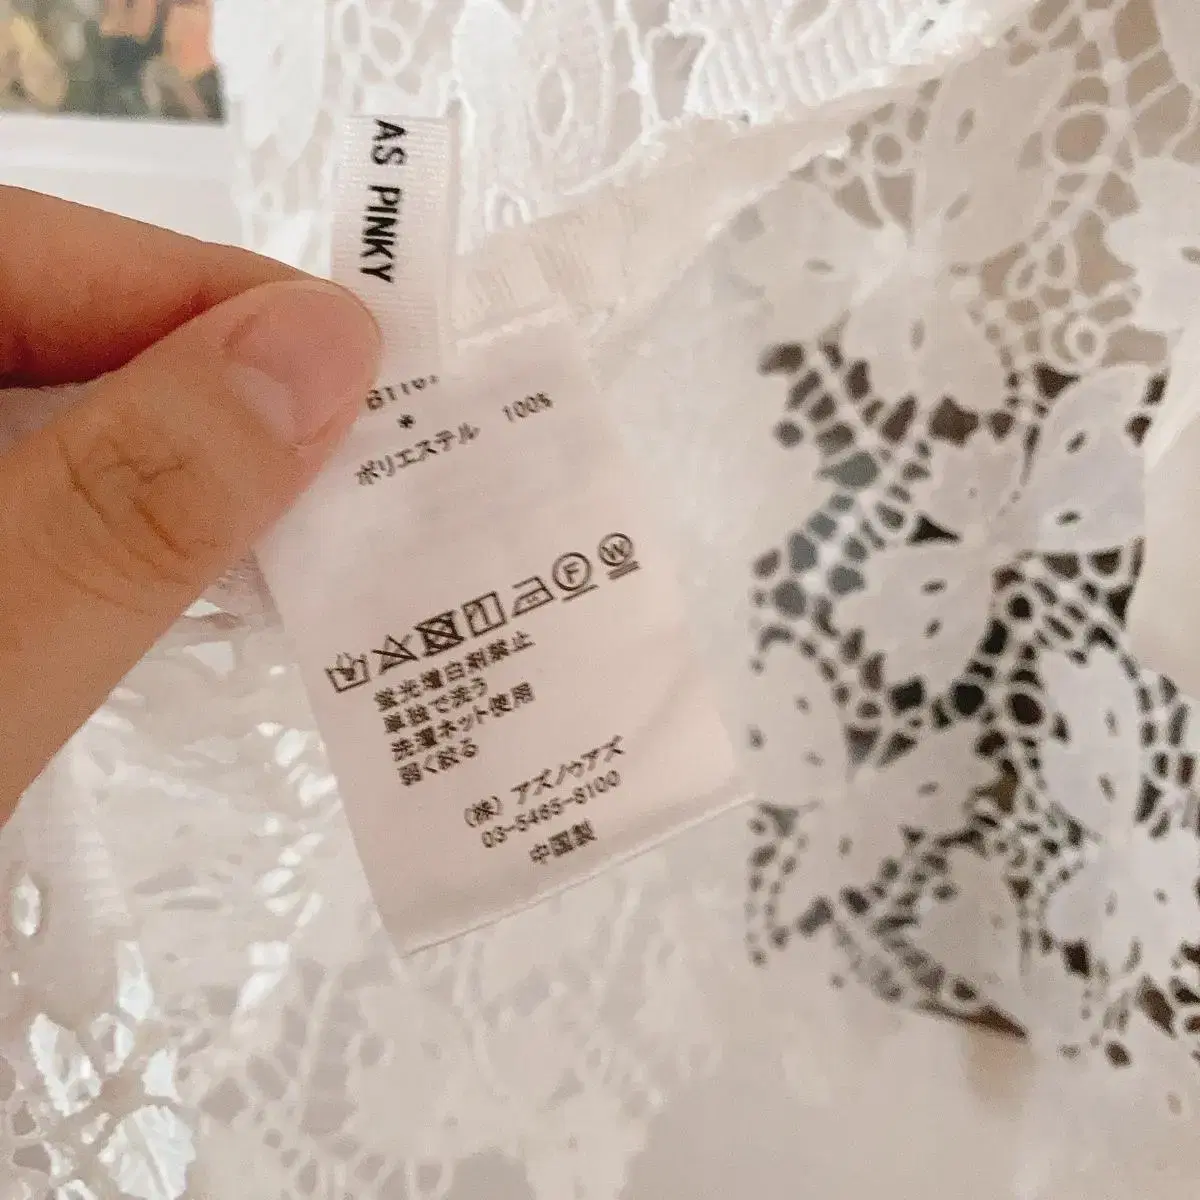 AS PINKY
*
ポリエステル 100%
F W
蛍光増白剤禁止
単独で洗う
洗濯ネット使用
弱く絞る
(株) アズノゥアズ
03-5465-8100
中国製